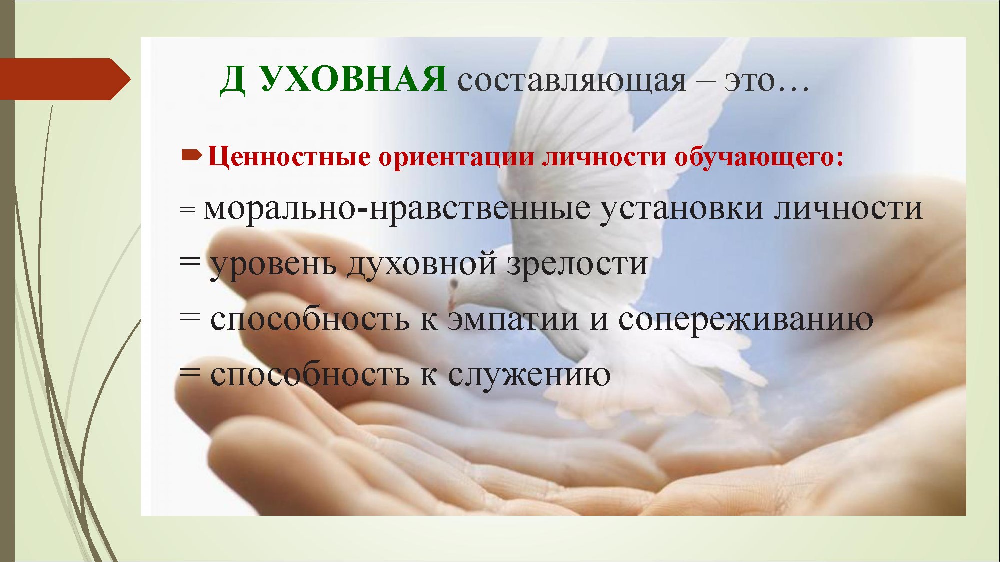 Д УХОВНАЯ составляющая – это…
Ценностные ориентации личности обучающего:
= морально-нравственные установки личности
= уровень духовной зрелости
= способность к эмпатии и сопереживанию
= способность к служению